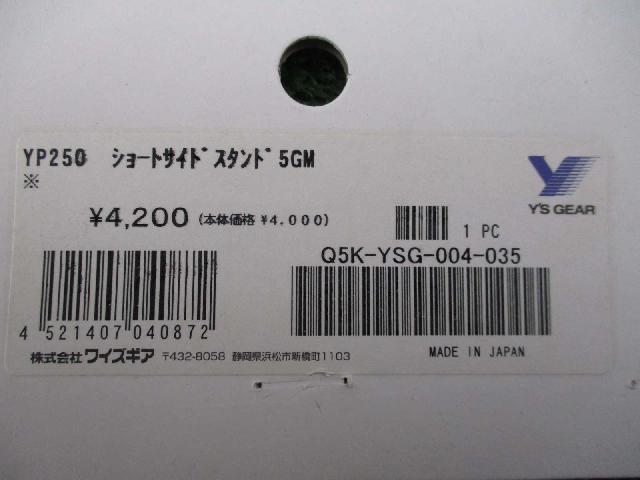 YP250 ｼｮｰﾄｻｲﾄﾞｽﾀﾝﾄﾞ5GM
※
Y'S GEAR
¥4,200 (本体価格 ¥4,000)
1 PC
Q5K-YSG-004-035
4 521407 040872
株式会社ワイズギア 〒432-8058 静岡県浜松市新橋町1103
MADE IN JAPAN